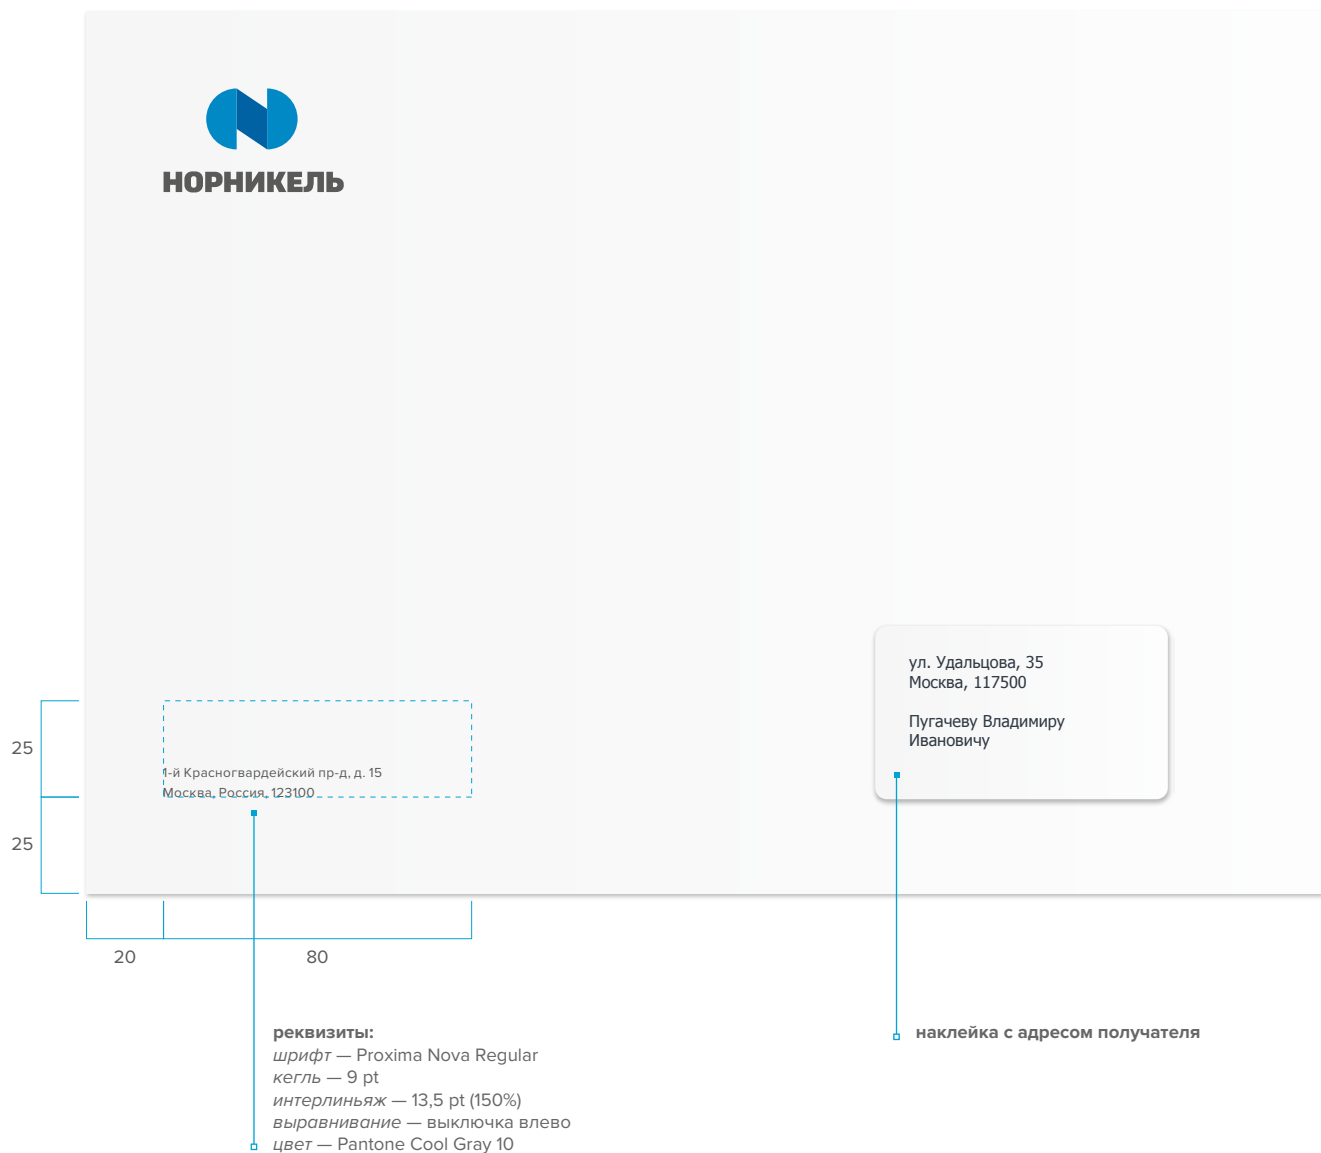 НОРНИКЕЛЬ
ул. Удальцова, 35
Москва, 117500
Пугачеву Владимиру
Ивановичу
25
1-й Красногвардейский пр-д, д. 15
Москва, Россия, 123100
25
20
80
реквизиты:
шрифт — Proxima Nova Regular
кегль — 9 pt
интерлиньяж — 13,5 pt (150%)
выравнивание — выключка влево
цвет — Pantone Cool Gray 10
наклейка с адресом получателя